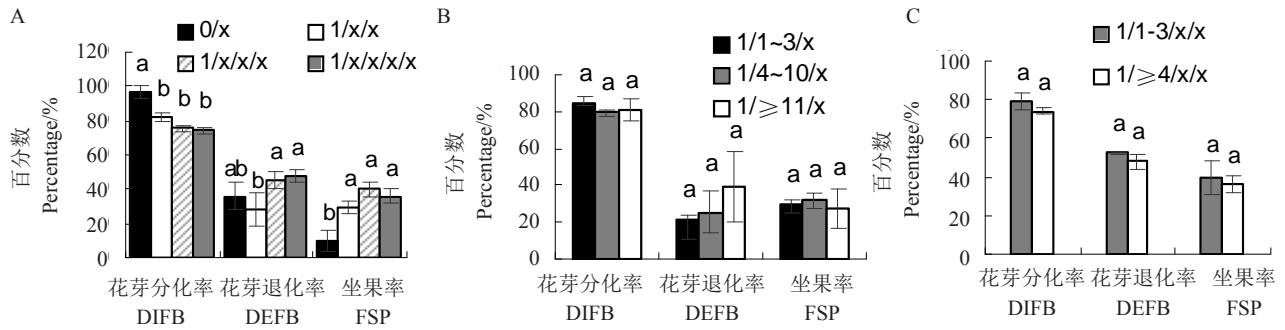 A
0/x
1/x/x
1/x/x/x
1/x/x/x/x
120
100
80
60
40
20
0
百分数
Percentage/%
a
b
b
b
ab
b
a
a
b
a
a
a
花芽分化率
花芽退化率
坐果率
DIFB
DEFB
FSP
B
1/1~3/x
1/4~10/x
1/≥11/x
100
80
60
40
20
0
百分数
Percentage/%
a
a
a
a
a
a
a
a
a
花芽分化率
花芽退化率
坐果率
DIFB
DEFB
FSP
C
1/1-3/x/x
1/≥4/x/x
100
80
60
40
20
0
百分数
Percentage/%
a
a
a
a
a
a
花芽分化率
花芽退化率
坐果率
DIFB
DEFB
FSP